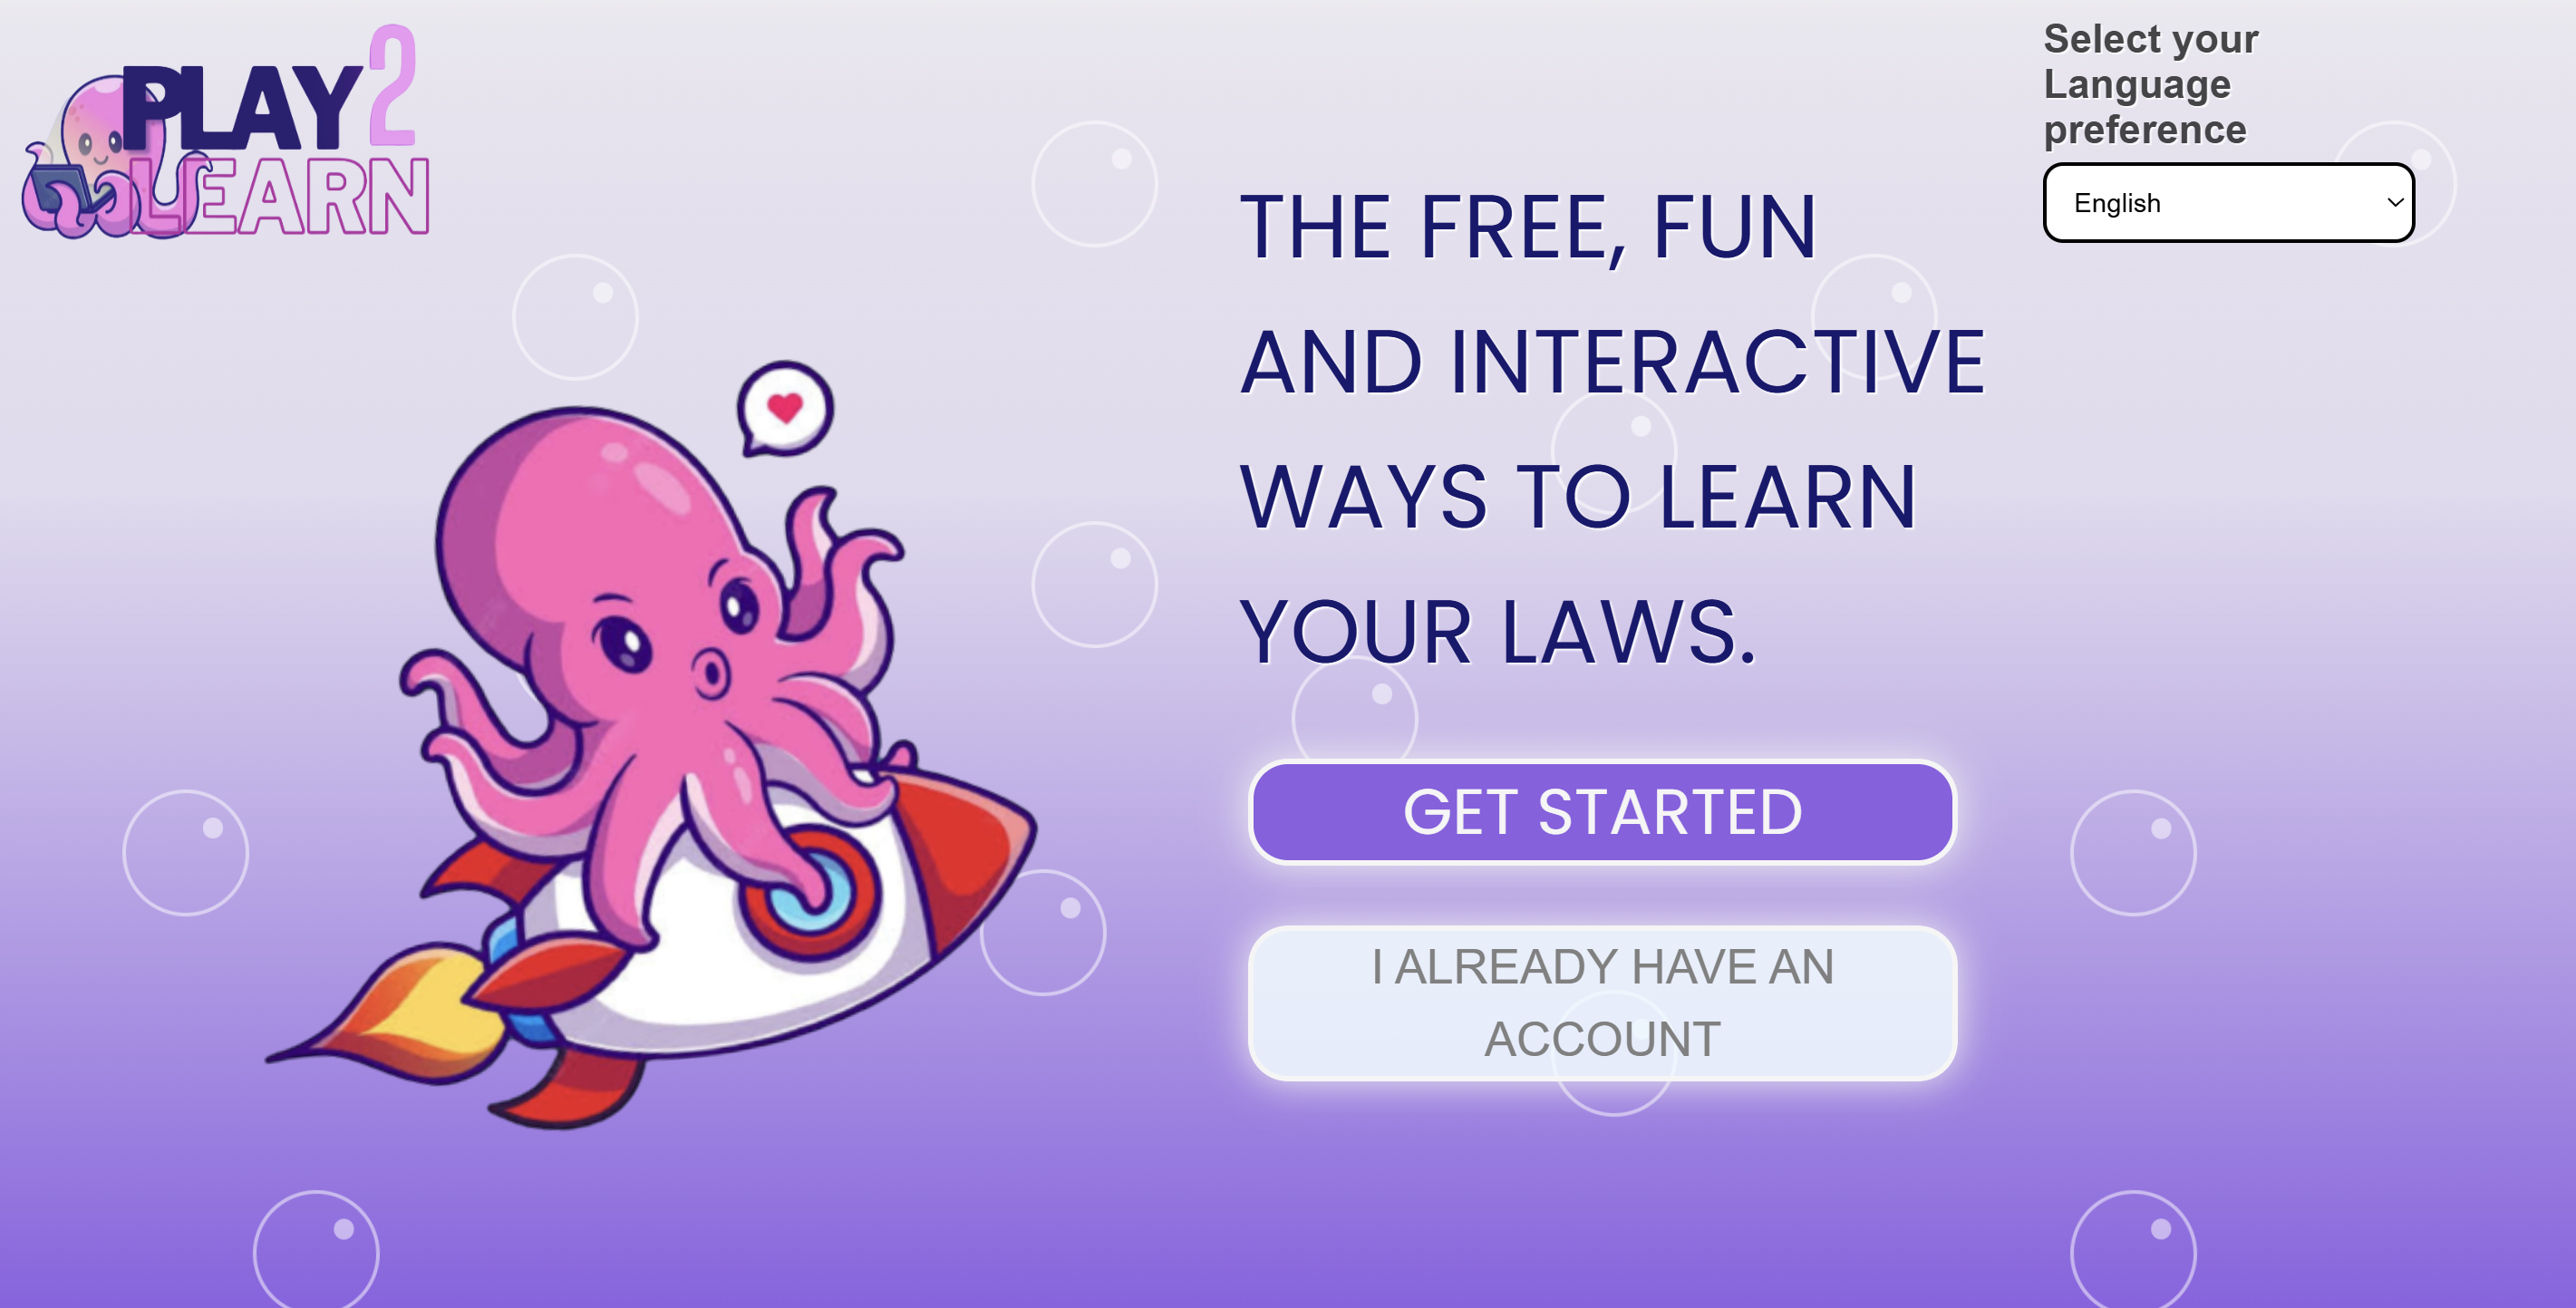 PLAY 2
LEARN
Select your
Language
preference
English
THE FREE, FUN
AND INTERACTIVE
WAYS TO LEARN
YOUR LAWS.
GET STARTED
I ALREADY HAVE AN
ACCOUNT